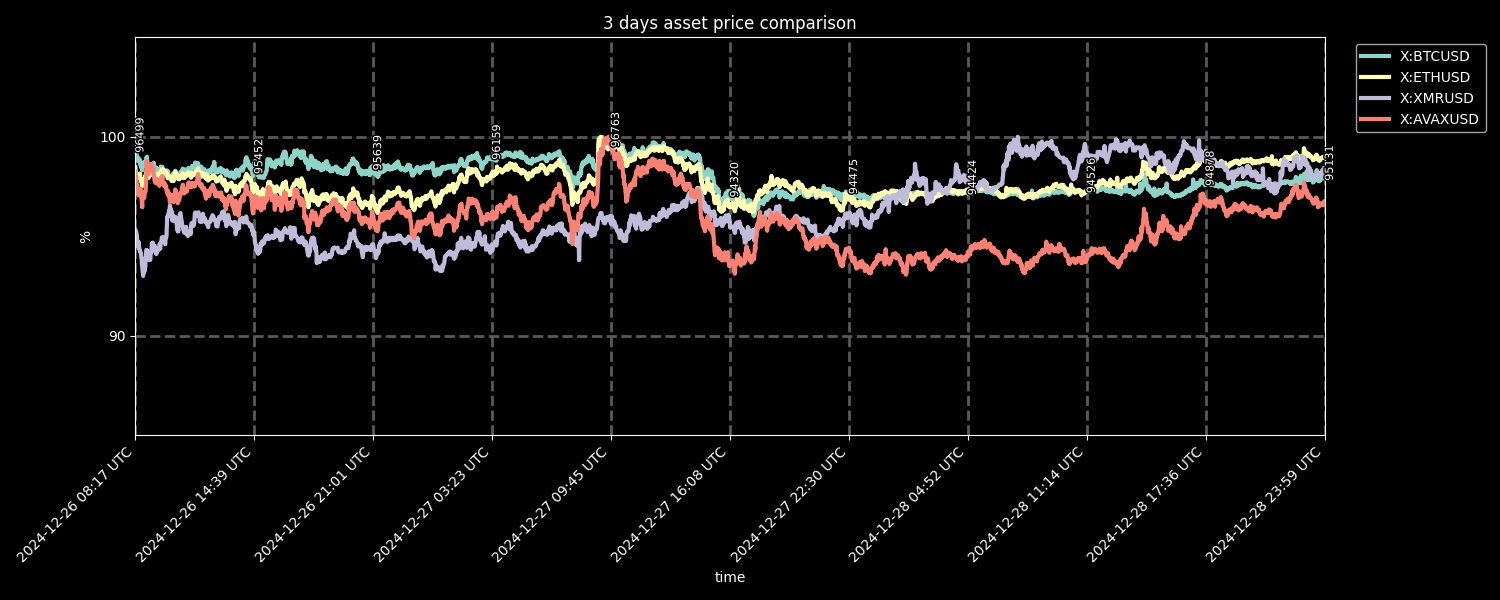 3 days asset price comparison
X:BTCUSD
X:ETHUSD
X:XMRUSD
X:AVAXUSD
100
90
%
96499
95452
95639
96159
96763
94320
94475
94424
94526
94878
95131
2024-12-26 08:17 UTC
2024-12-26 14:39 UTC
2024-12-26 21:01 UTC
2024-12-27 03:23 UTC
2024-12-27 09:45 UTC
2024-12-27 16:08 UTC
2024-12-27 22:30 UTC
2024-12-28 04:52 UTC
2024-12-28 11:14 UTC
2024-12-28 17:36 UTC
2024-12-28 23:59 UTC
time